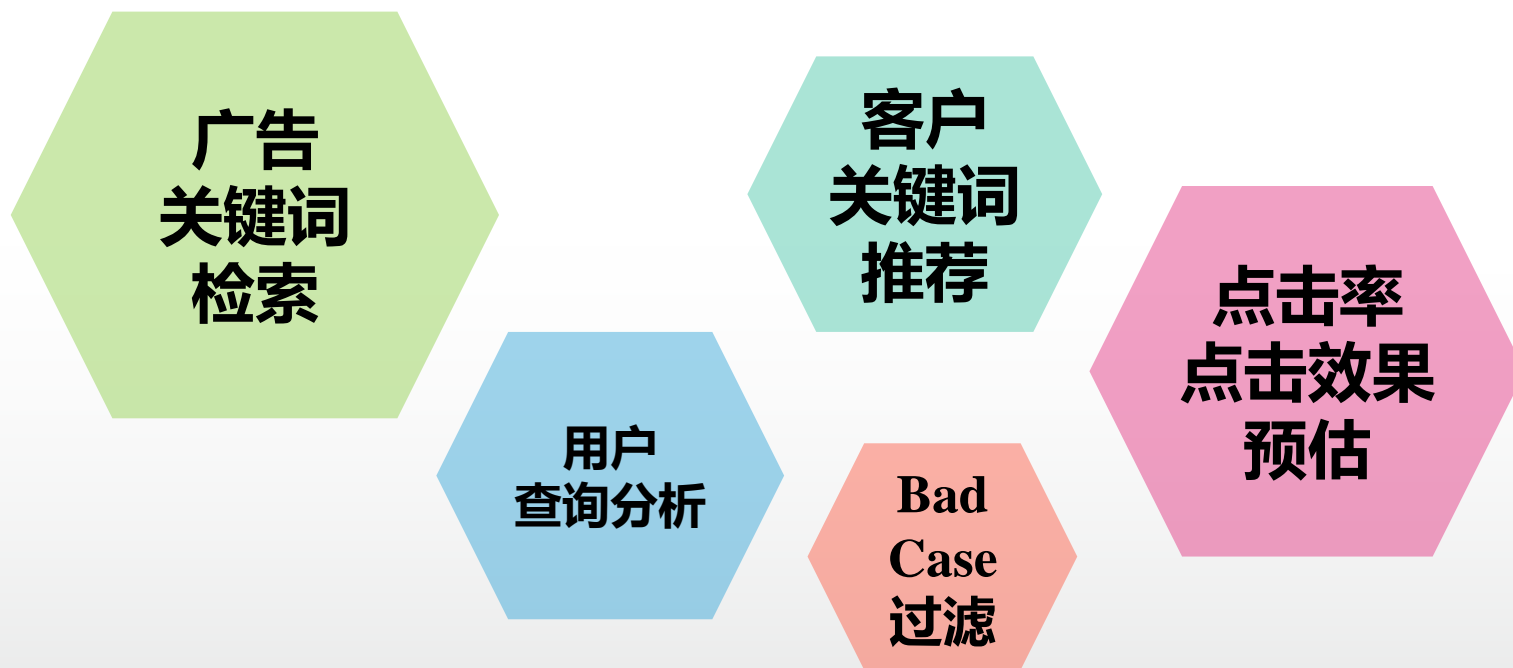 广告
关键词
检索
客户
关键词
推荐
点击率
点击效果
预估
用户
查询分析
Bad
Case
过滤